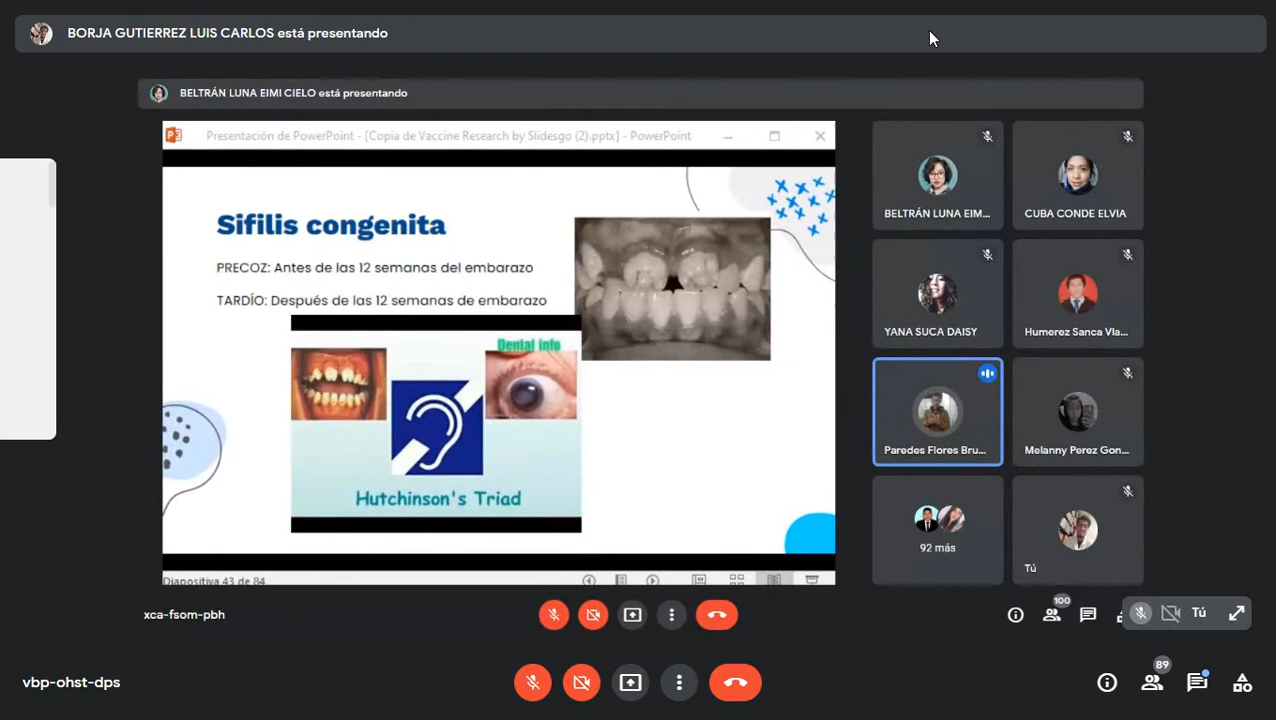 BORJA GUTIERREZ LUIS CARLOS está presentando
BELTRÁN LUNA EIMI CIELO está presentando
Presentación de PowerPoint - [Copia de Vaccine Research by Slidesgo (2).pptx] - PowerPoint
Sifilis congenita
PRECOZ: Antes de las 12 semanas del embarazo
TARDÍO: Después de las 12 semanas de embarazo
Dental info
Hutchinson's Triad
Diapositiva 43 de 84
BELTRÁN LUNA EIM...
CUBA CONDE ELVIA
YANA SUCA DAISY
Humerez Sanca Vla...
Paredes Flores Bru...
Melanny Perez Gon...
92 más
Tú
xca-fsom-pbh
100
Tú
vbp-ohst-dps
89